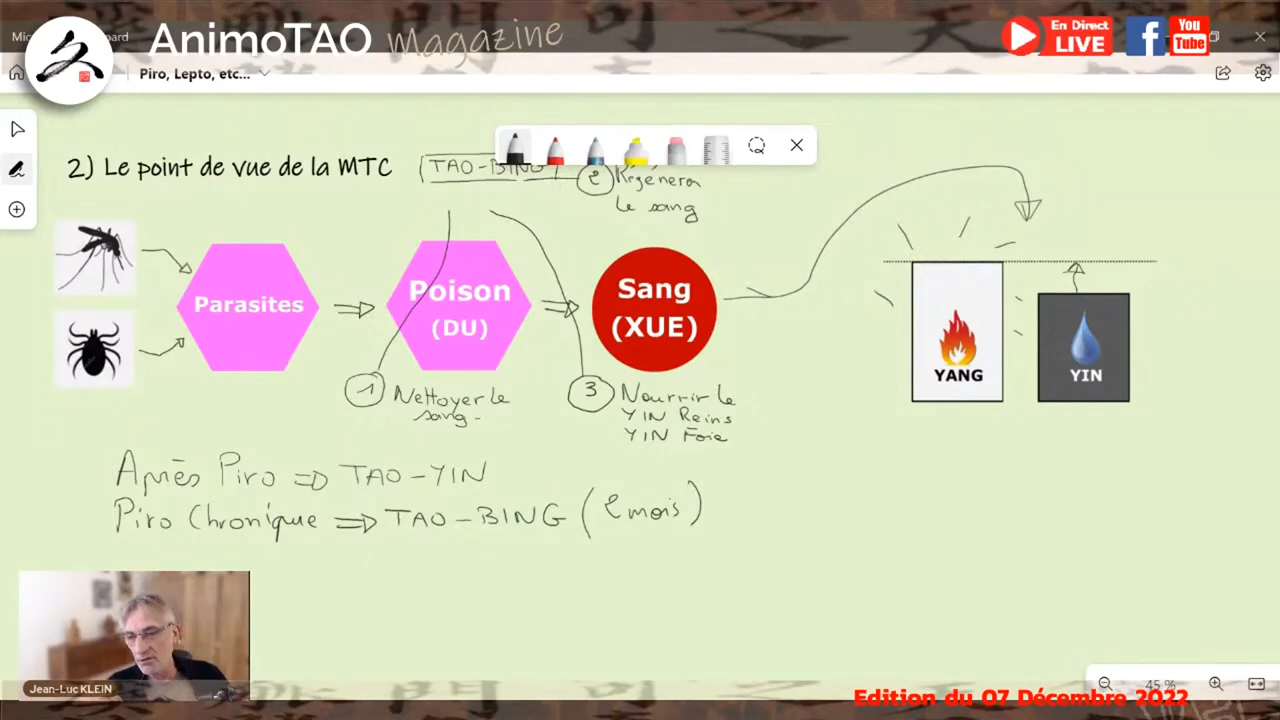 AnimoTAO Magazine
En Direct
LIVE
You
Tube
Piro, Lepto, etc...
2) Le point de vue de la MTC
TAO-BING
2 Régénérer
le sang
Parasites
Poison
(DU)
Sang
(XUE)
YANG
YIN
1 Nettoyer le
sang
3 Nourrir le
YIN Reins
YIN Foie
Après Piro ⇒ TAO-YIN
Piro Chronique ⇒ TAO-BING (2 mois)
Jean-Luc KLEIN
45 %
Edition du 07 Décembre 2022